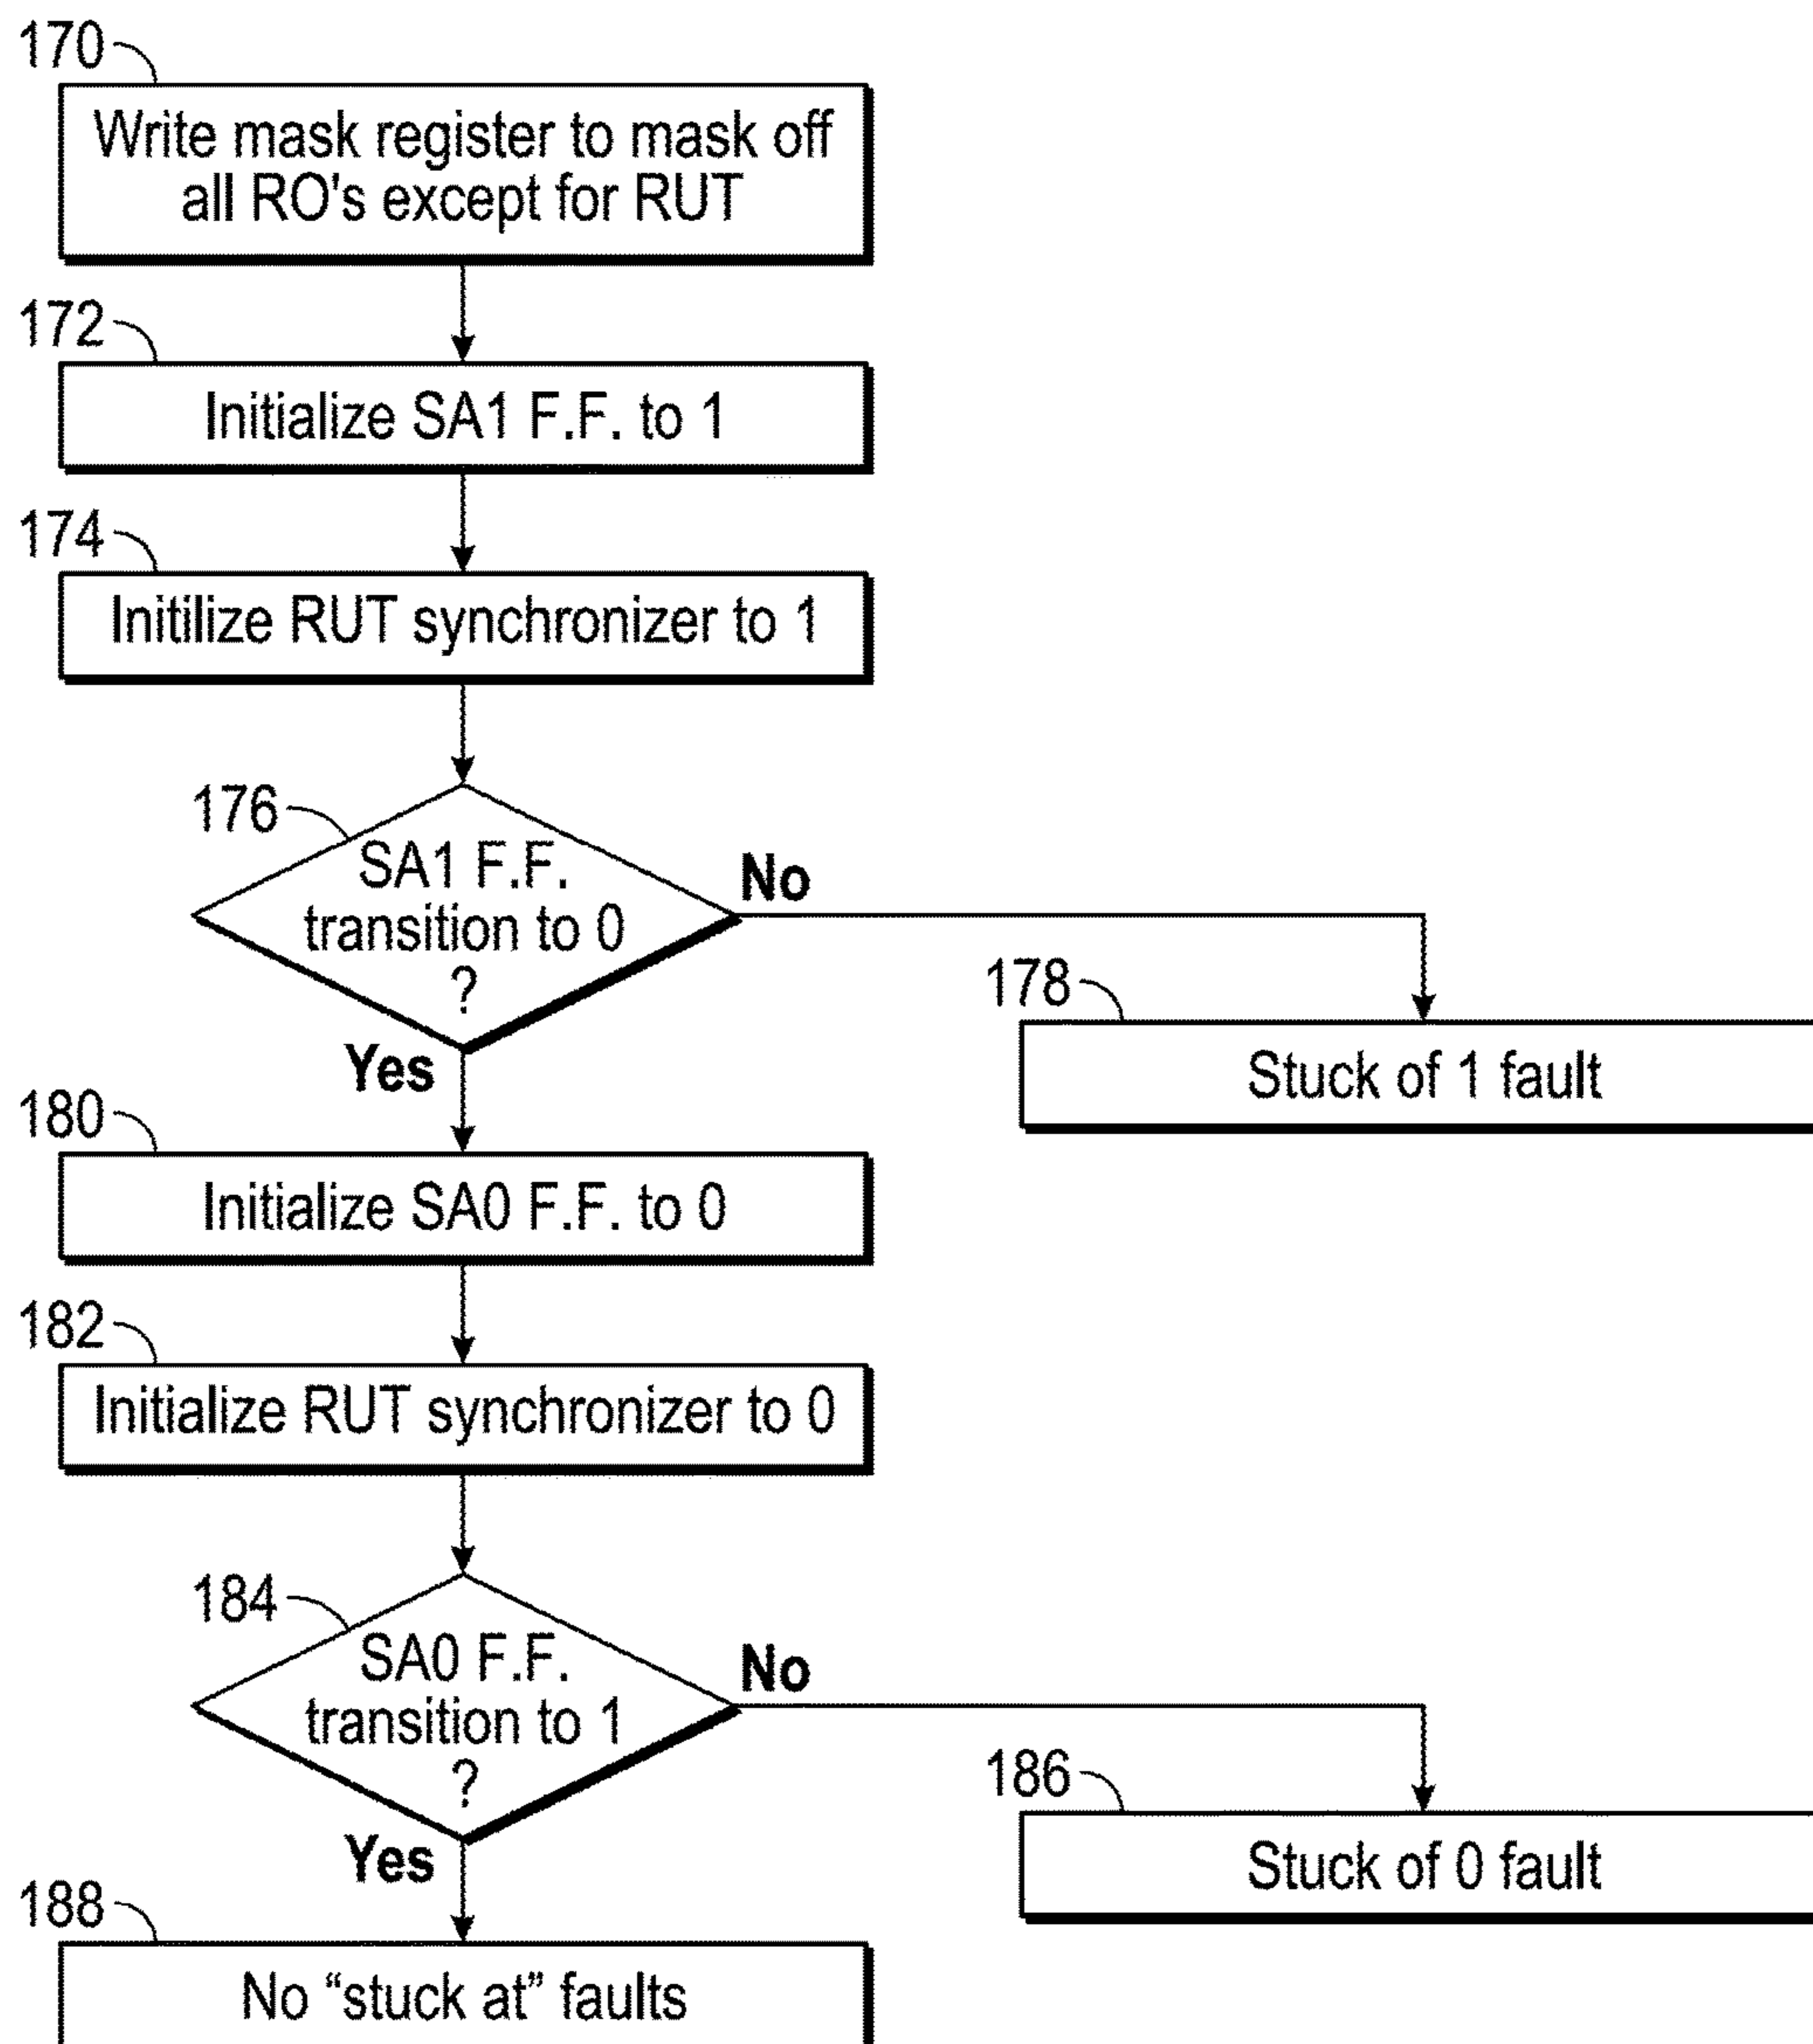 170
Write mask register to mask off
all RO's except for RUT
172
Initialize SA1 F.F. to 1
174
Initilize RUT synchronizer to 1
176
SA1 F.F.
transition to 0
?
No
Yes
178
Stuck of 1 fault
180
Initialize SA0 F.F. to 0
182
Initialize RUT synchronizer to 0
184
SA0 F.F.
transition to 1
?
No
Yes
186
Stuck of 0 fault
188
No “stuck at” faults